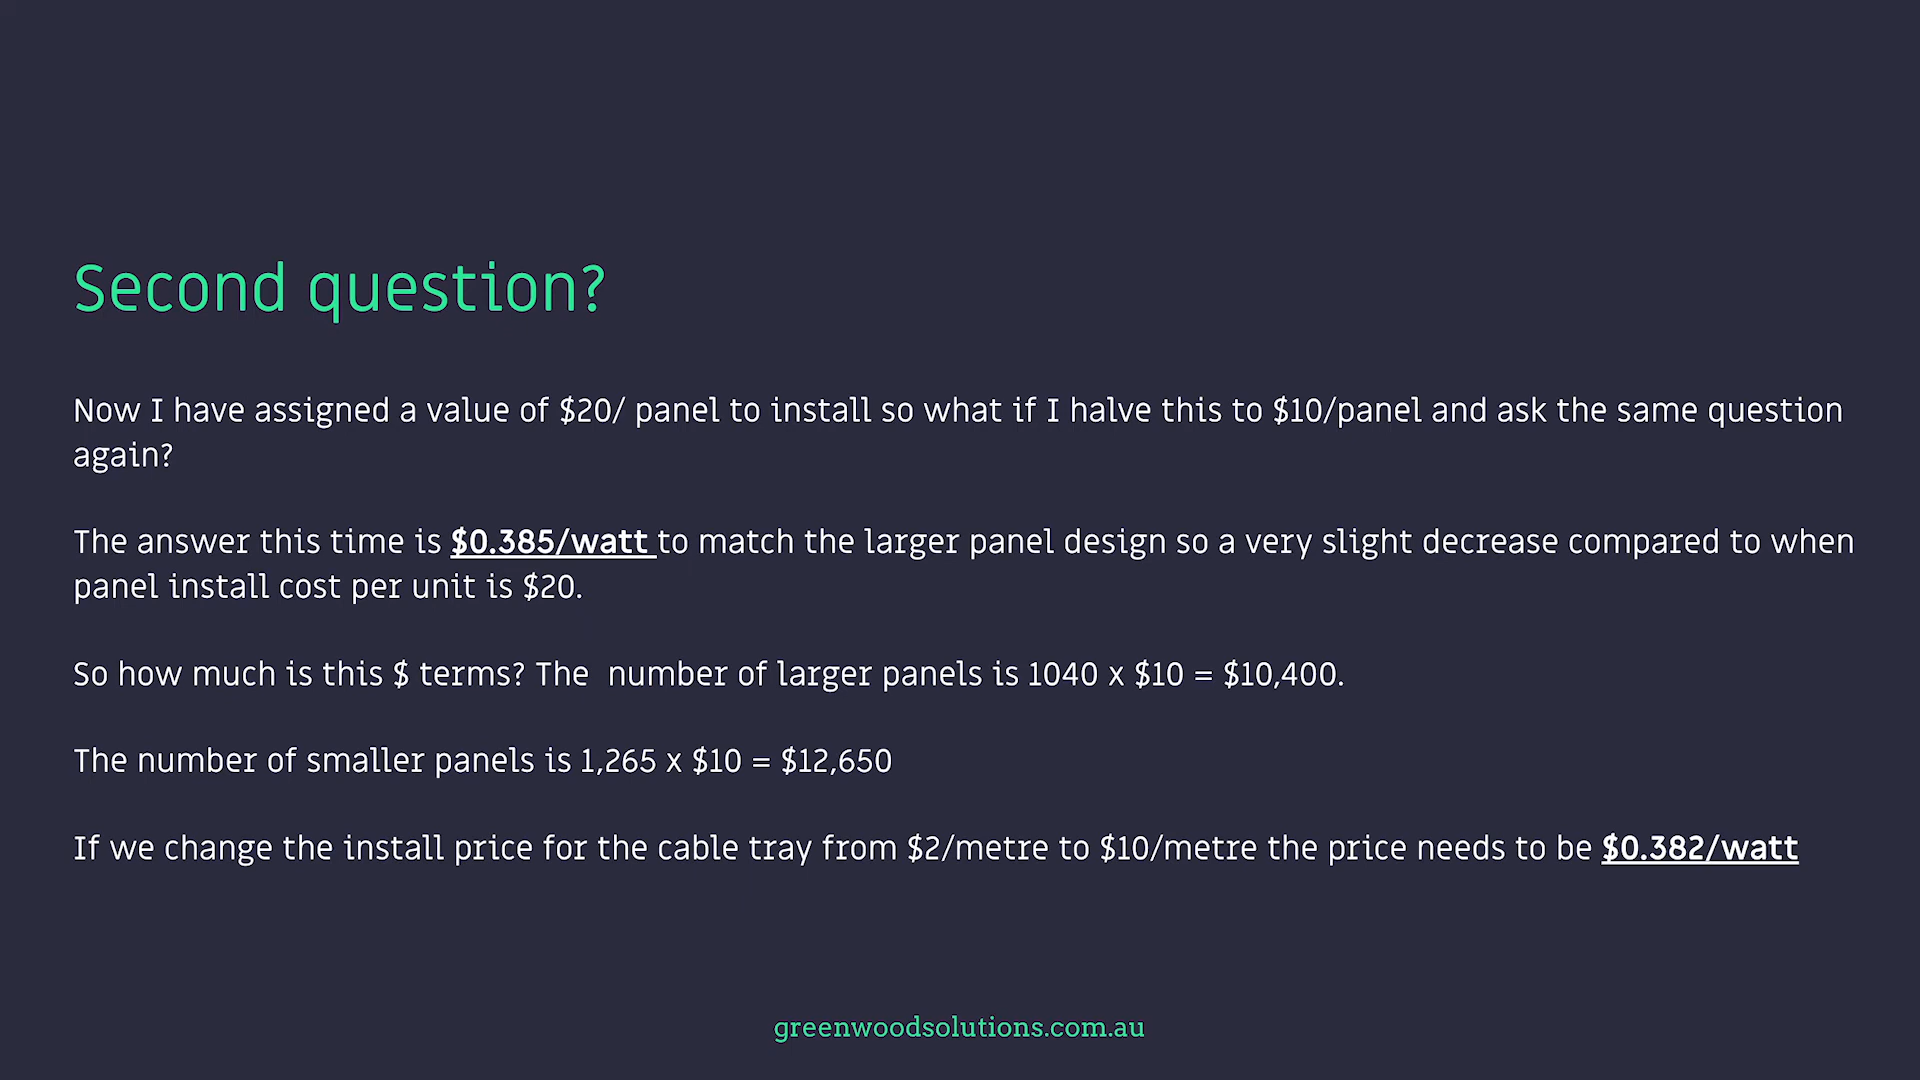 Second question?
Now I have assigned a value of $20/ panel to install so what if I halve this to $10/panel and ask the same question
again?
The answer this time is $0.385/watt to match the larger panel design so a very slight decrease compared to when
panel install cost per unit is $20.
So how much is this $ terms? The  number of larger panels is 1040 x $10 = $10,400.
The number of smaller panels is 1,265 x $10 = $12,650
If we change the install price for the cable tray from $2/metre to $10/metre the price needs to be $0.382/watt
greenwoodsolutions.com.au